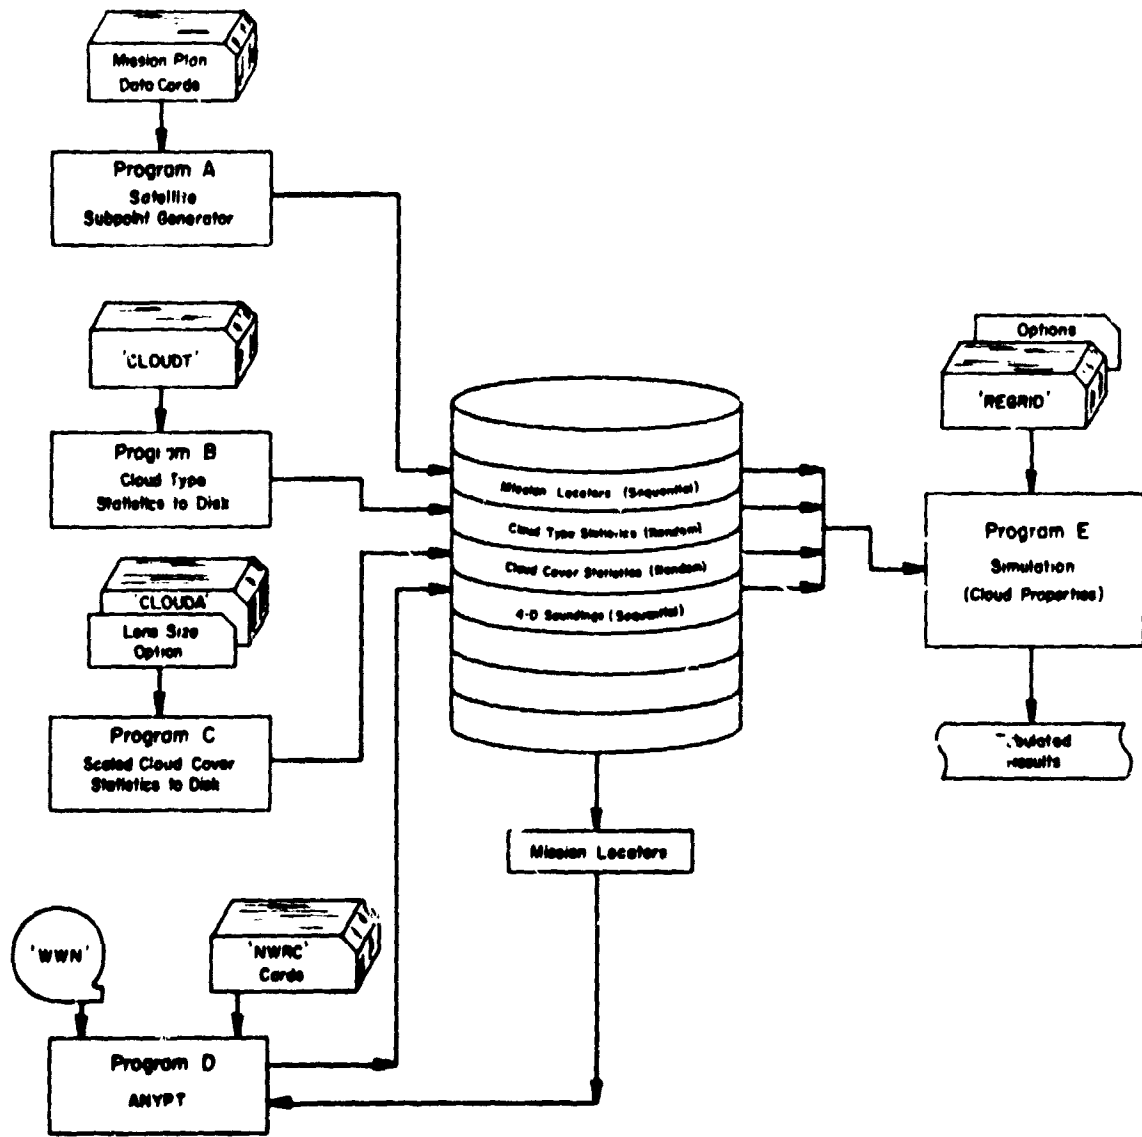 Mission Plan
Data Cards
Program A
Satellite
Subpoint Generator
'CLOUDT'
Program B
Cloud Type
Statistics to Disk
'CLOUDA'
Lens Size
Option
Program C
Scaled Cloud Cover
Statistics to Disk
'WWN'
'NWRC'
Cards
Program D
ANYPT
Mission Locators (Sequential)
Cloud Type Statistics (Random)
Cloud Cover Statistics (Random)
4-D Soundings (Sequential)
Mission Locators
Options
'REGRID'
Program E
Simulation
(Cloud Properties)
Tabulated
Results